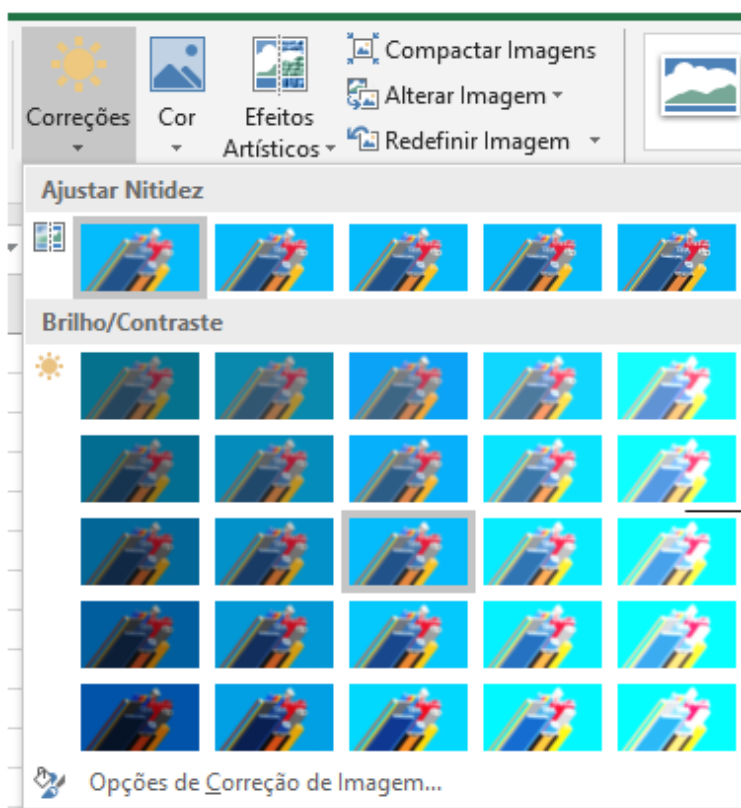 Compactar Imagens
Alterar Imagem
Redefinir Imagem
Correções
Cor
Efeitos
Artísticos
Ajustar Nitidez
Brilho/Contraste
Opções de Correção de Imagem...